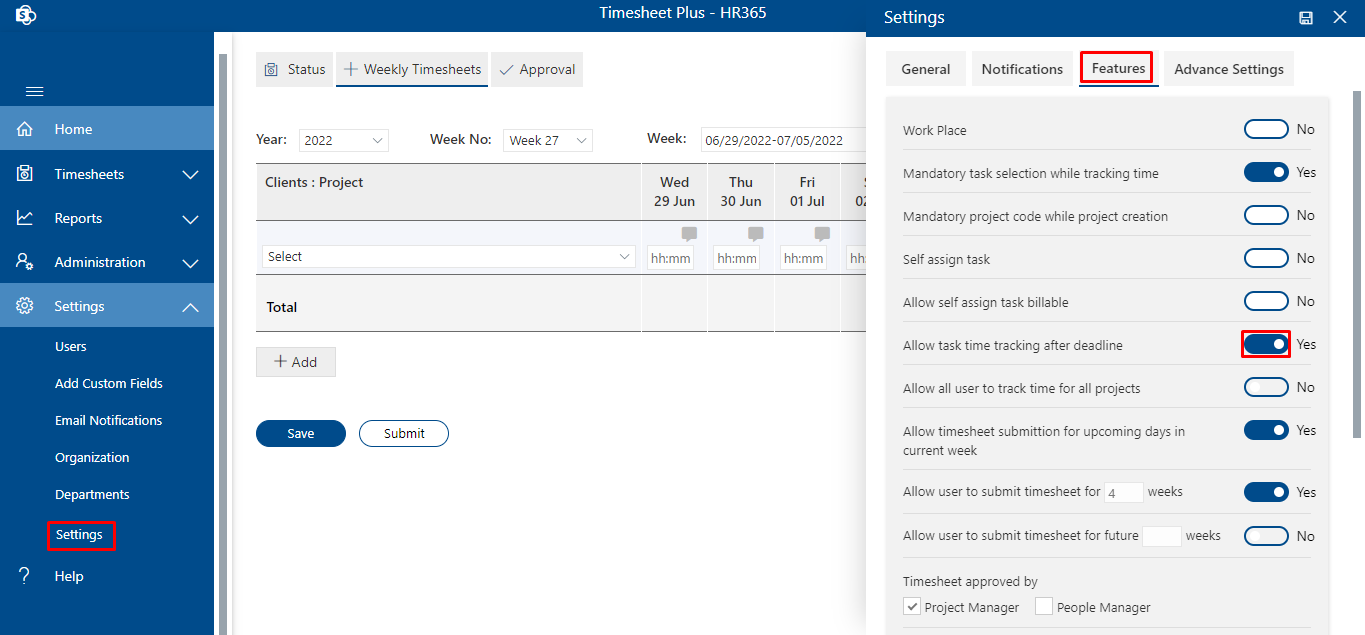 Timesheet Plus - HR365
Home
Timesheets
Reports
Administration
Settings
Users
Add Custom Fields
Email Notifications
Organization
Departments
Settings
? Help
Status
Weekly Timesheets
Approval
Year: 2022 Week No: Week 27 Week: 06/29/2022-07/05/2022
Clients : Project
Wed
29 Jun
Thu
30 Jun
Fri
01 Jul
02
Select
hh:mm hh:mm hh:mm hh:
Total
+ Add
Save
Submit
Settings
General
Notifications
Features
Advance Settings
Work Place No
Mandatory task selection while tracking time Yes
Mandatory project code while project creation No
Self assign task No
Allow self assign task billable No
Allow task time tracking after deadline Yes
Allow all user to track time for all projects No
Allow timesheet submittion for upcoming days in Yes
current week
Allow user to submit timesheet for 4 weeks Yes
Allow user to submit timesheet for future weeks No
Timesheet approved by
Project Manager People Manager